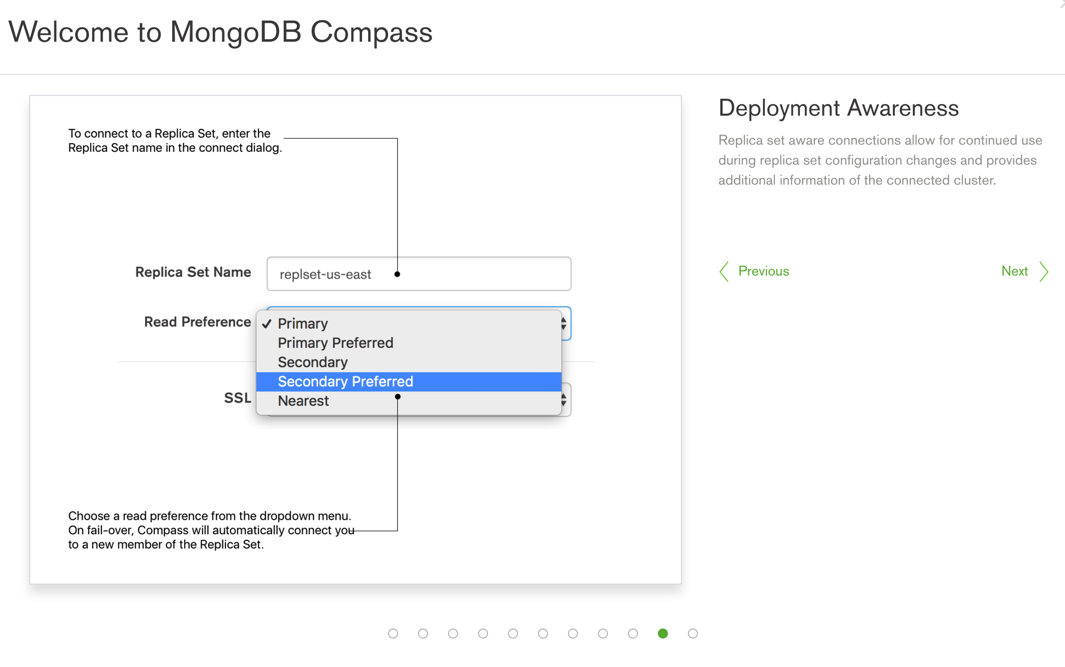 Welcome to MongoDB Compass
To connect to a Replica Set, enter the
Replica Set name in the connect dialog.
Replica Set Name
replset-us-east
Read Preference
✓ Primary
Primary Preferred
Secondary
Secondary Preferred
Nearest
SSL
Choose a read preference from the dropdown menu.
On fail-over, Compass will automatically connect you
to a new member of the Replica Set.
Deployment Awareness
Replica set aware connections allow for continued use
during replica set configuration changes and provides
additional information of the connected cluster.
Previous
Next